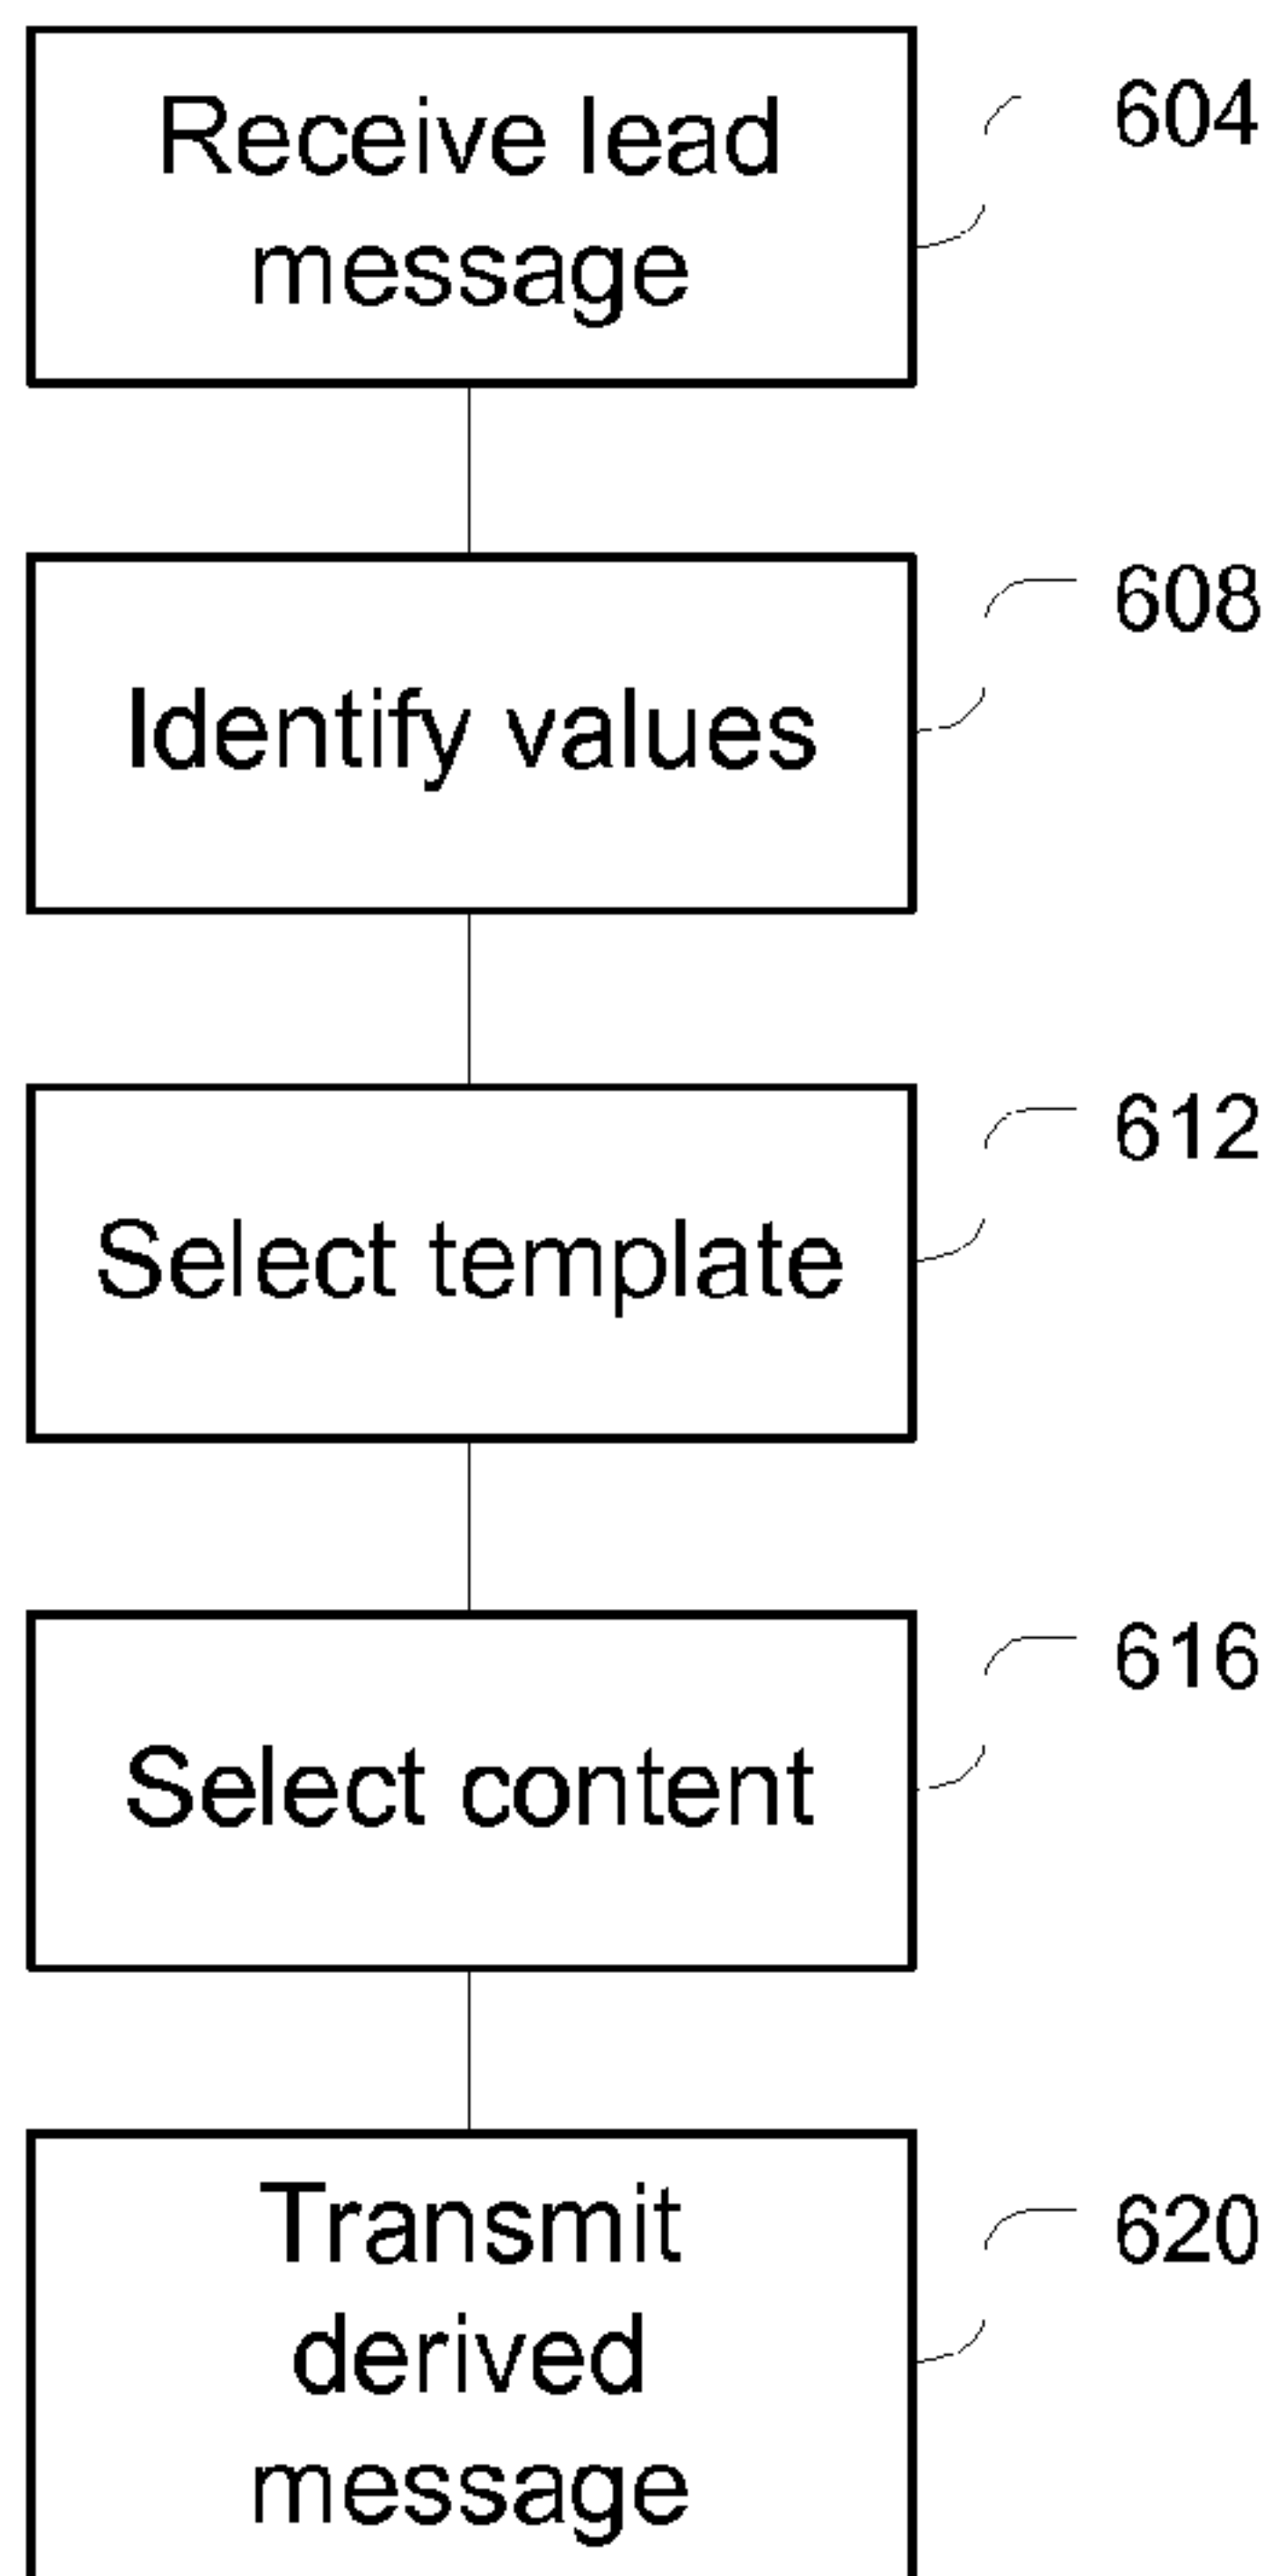 Receive lead
message
604
Identify values
608
Select template
612
Select content
616
Transmit
derived
message
620